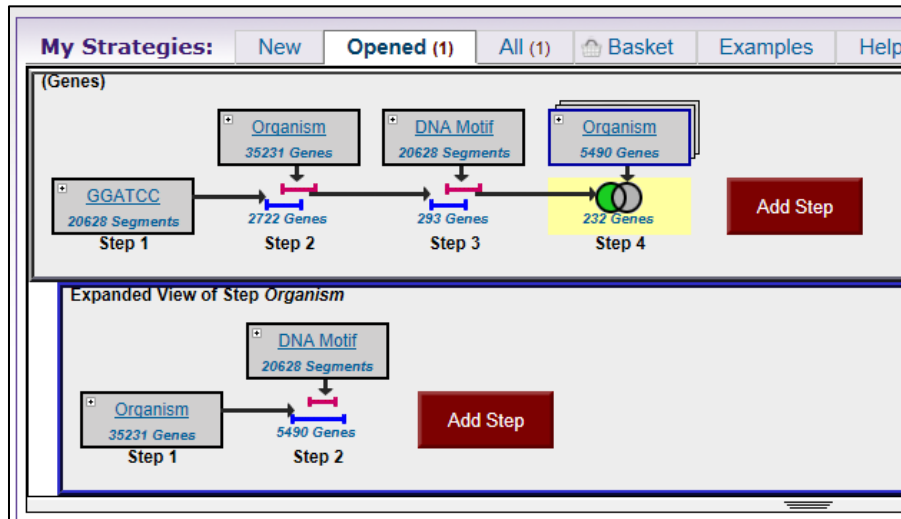 My Strategies: New Opened (1) All (1) Basket Examples Help
(Genes)
Organism
35231 Genes
DNA Motif
20628 Segments
Organism
5490 Genes
GGATCC
20628 Segments
Step 1
2722 Genes
Step 2
293 Genes
Step 3
232 Genes
Step 4
Add Step
Expanded View of Step Organism
DNA Motif
20628 Segments
Organism
35231 Genes
Step 1
5490 Genes
Step 2
Add Step